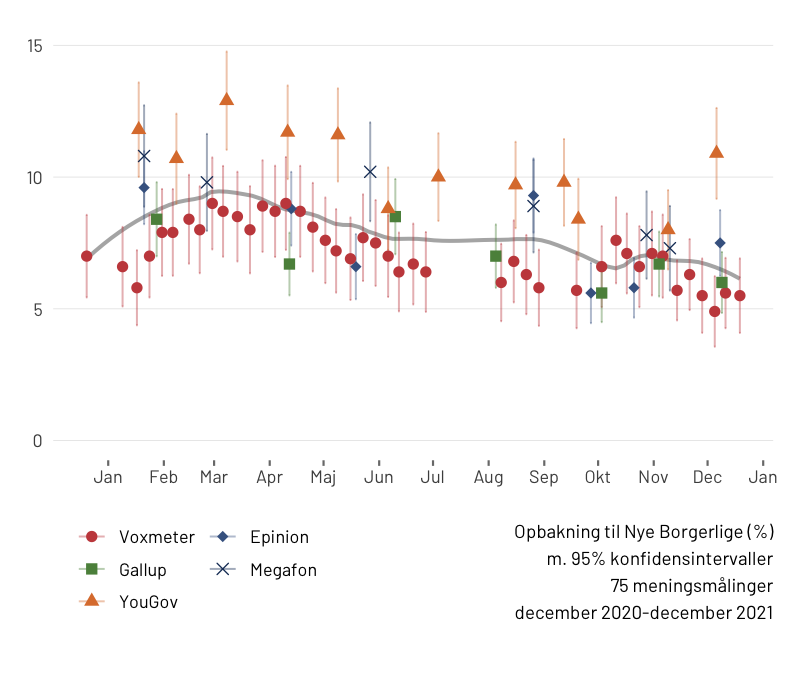 15
10
5
0
Jan Feb Mar Apr Maj Jun Jul Aug Sep Okt Nov Dec Jan
Voxmeter Epinion
Gallup Megafon
YouGov
Opbakning til Nye Borgerlige (%)
m. 95% konfidensintervaller
75 meningsmålinger
december 2020-december 2021